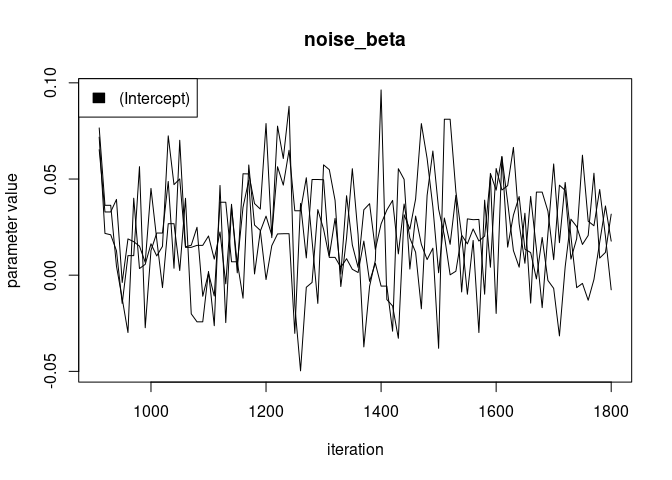 noise_beta
(Intercept)
parameter value
0.10
0.05
0.00
-0.05
1000 1200 1400 1600 1800
iteration